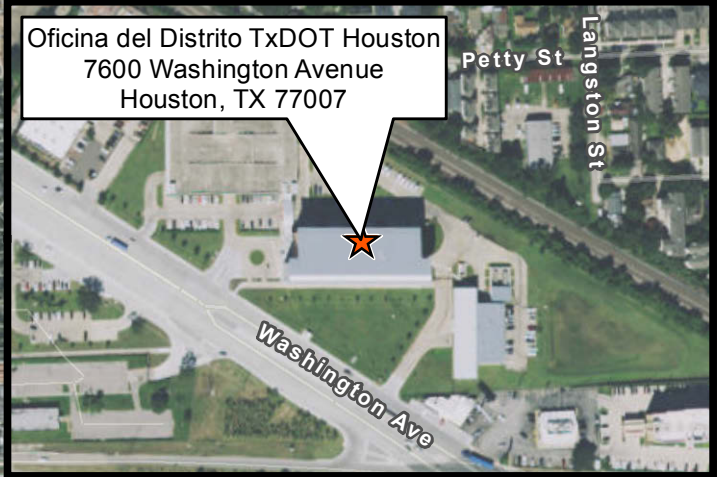 Oficina del Distrito TxDOT Houston
7600 Washington Avenue
Houston, TX 77007
Petty St
Langston St
Washington Ave